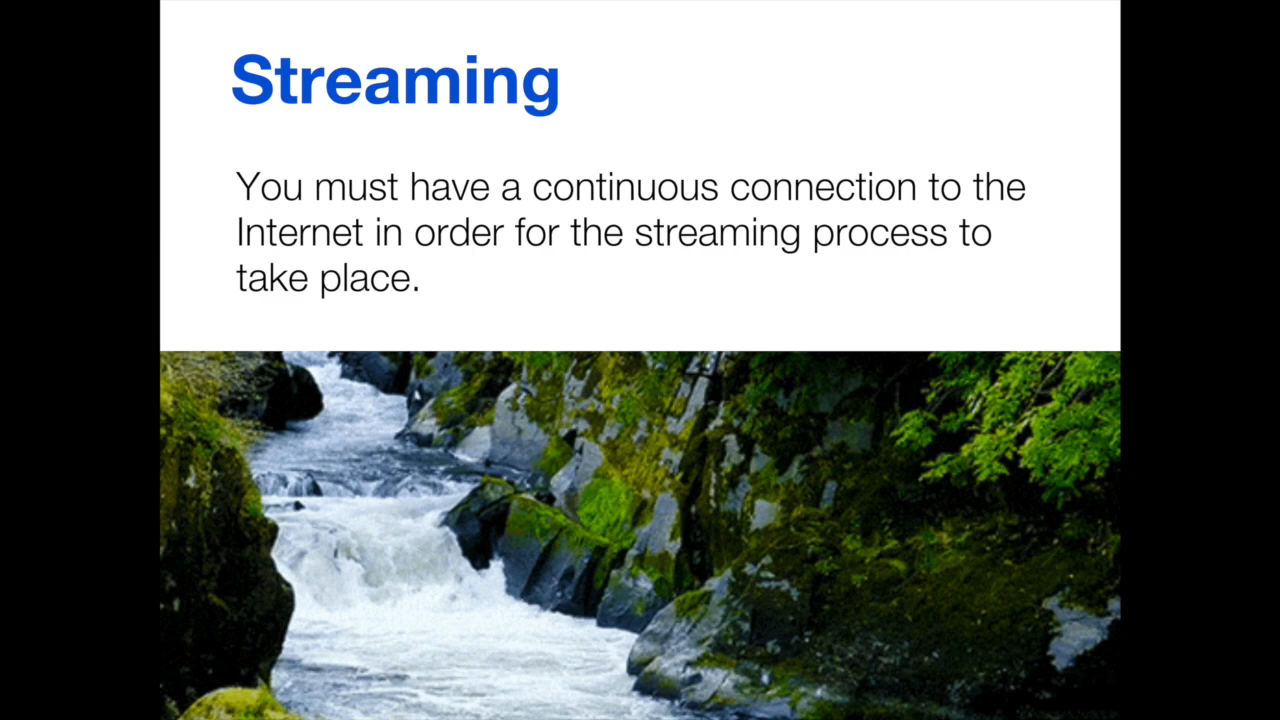 Streaming
You must have a continuous connection to the
Internet in order for the streaming process to
take place.